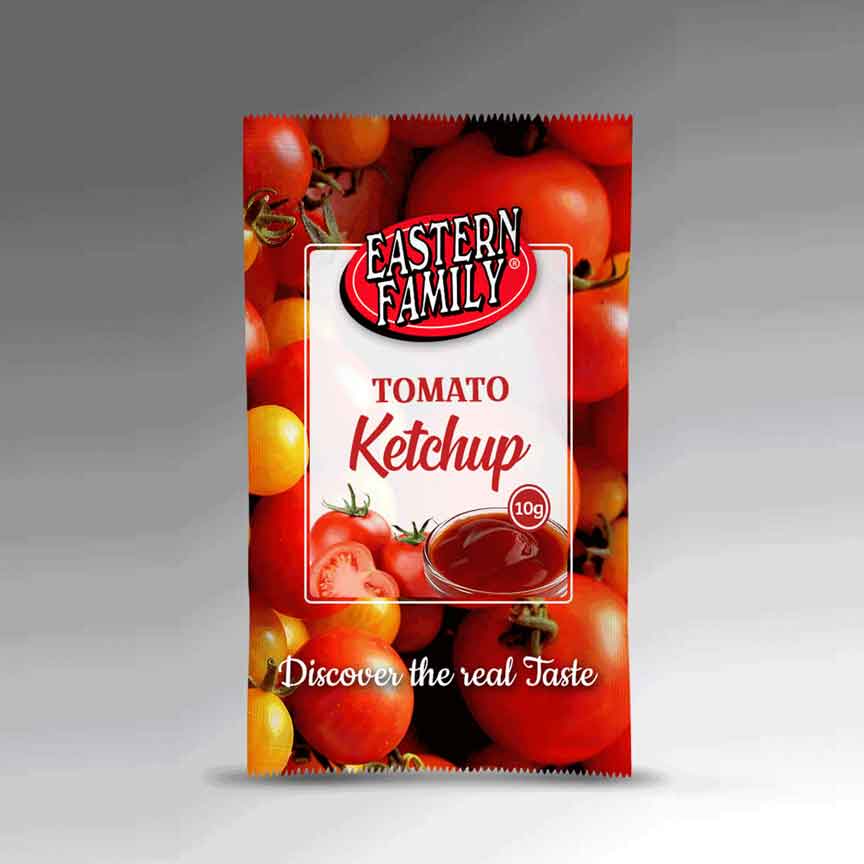 EASTERN
FAMILY®
TOMATO
Ketchup
10g
Discover the real Taste